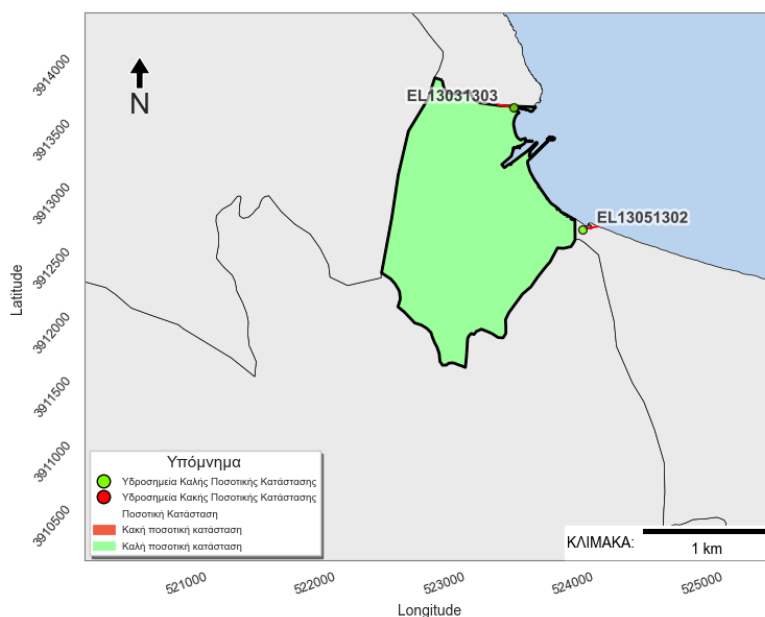 3914000
3913500
3913000
3912500
3912000
3911500
3911000
3910500
Latitude
N
EL13031303
EL13051302
Υπόμνημα
Υδροσημεία Καλής Ποσοτικής Κατάστασης
Υδροσημεία Κακής Ποσοτικής Κατάστασης
Ποσοτική Κατάσταση
Κακή ποσοτική κατάσταση
Καλή ποσοτική κατάσταση
ΚΛΙΜΑΚΑ:
1 km
521000
522000
523000
524000
525000
Longitude